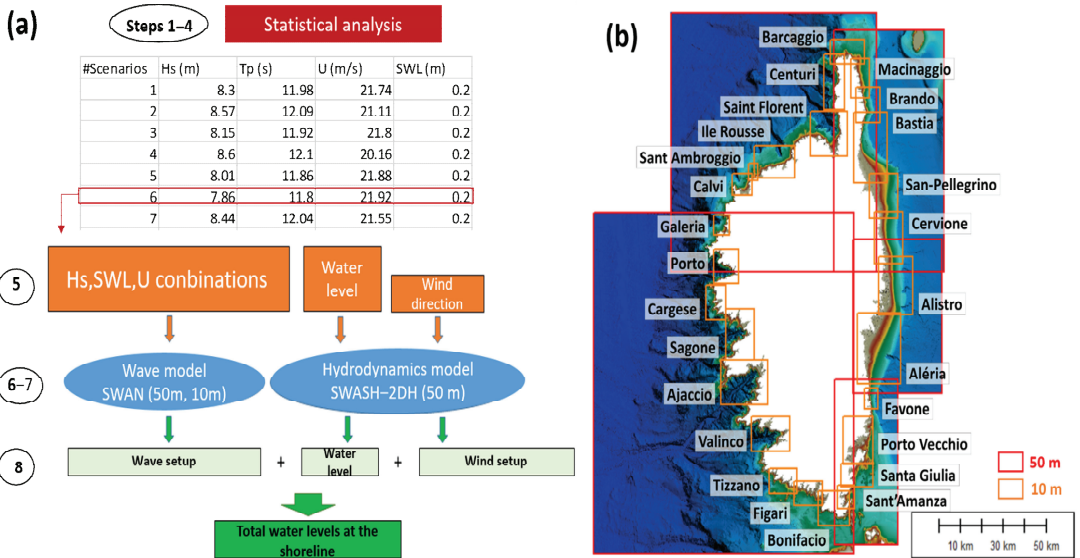 (a)
Steps 1–4
Statistical analysis
#Scenarios Hs (m) Tp (s) U (m/s) SWL (m)
1 8.3 11.98 21.74 0.2
2 8.57 12.09 21.11 0.2
3 8.15 11.92 21.8 0.2
4 8.6 12.1 20.16 0.2
5 8.01 11.86 21.88 0.2
6 7.86 11.8 21.92 0.2
7 8.44 12.04 21.55 0.2
5
Hs,SWL,U combinations
Water
level
Wind
direction
6–7
Wave model
SWAN (50m, 10m)
Hydrodynamics model
SWASH–2DH (50 m)
8
Wave setup
+
Water
level
+
Wind setup
Total water levels at the
shoreline
(b)
Barcaggio
Centuri
Macinaggio
Brando
Saint Florent
Bastia
Ile Rousse
Sant Ambroggio
Calvi
San-Pellegrino
Galeria
Cervione
Porto
Cargese
Alistro
Sagone
Aléria
Ajaccio
Favone
Valinco
Porto Vecchio
Santa Giulia
Tizzano
Sant'Amanza
Figari
Bonifacio
50 m
10 m
10 km 30 km 50 km